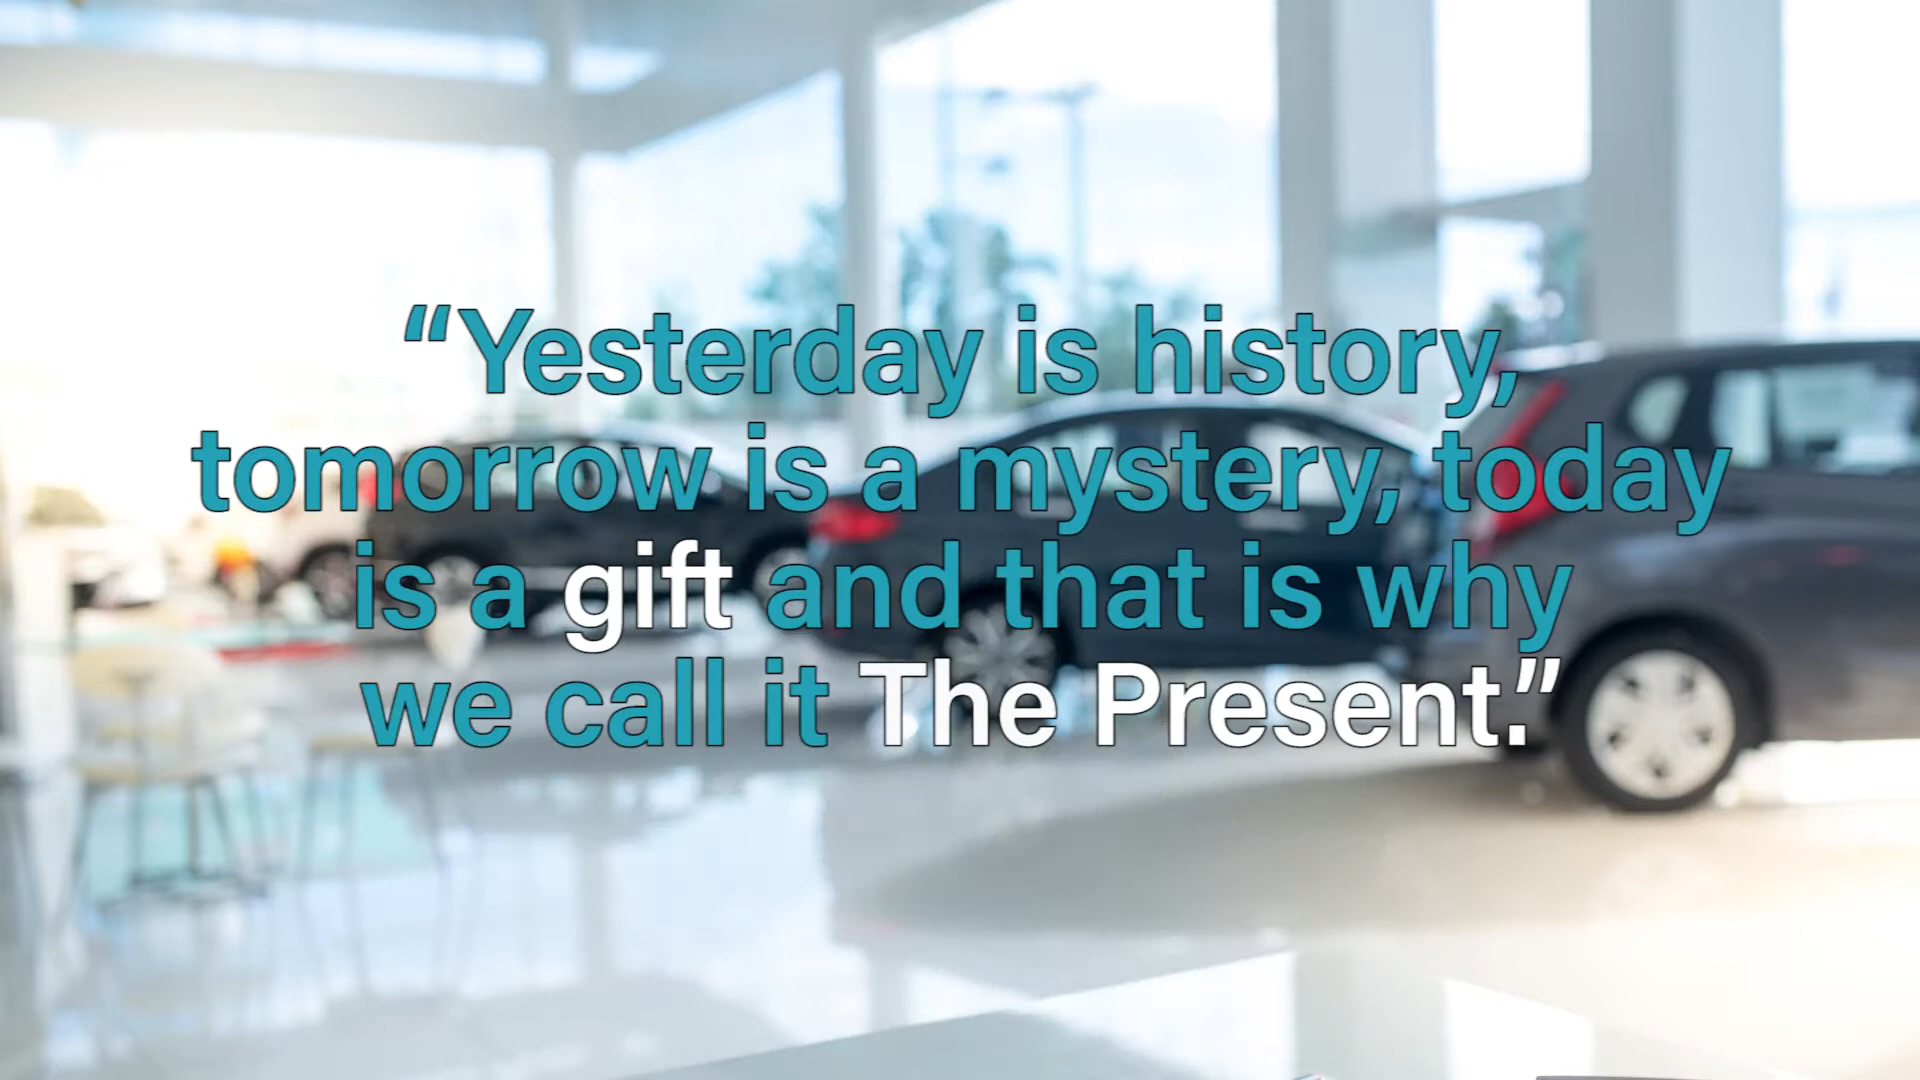 “Yesterday is history,
tomorrow is a mystery, today
is a gift and that is why
we call it The Present.”